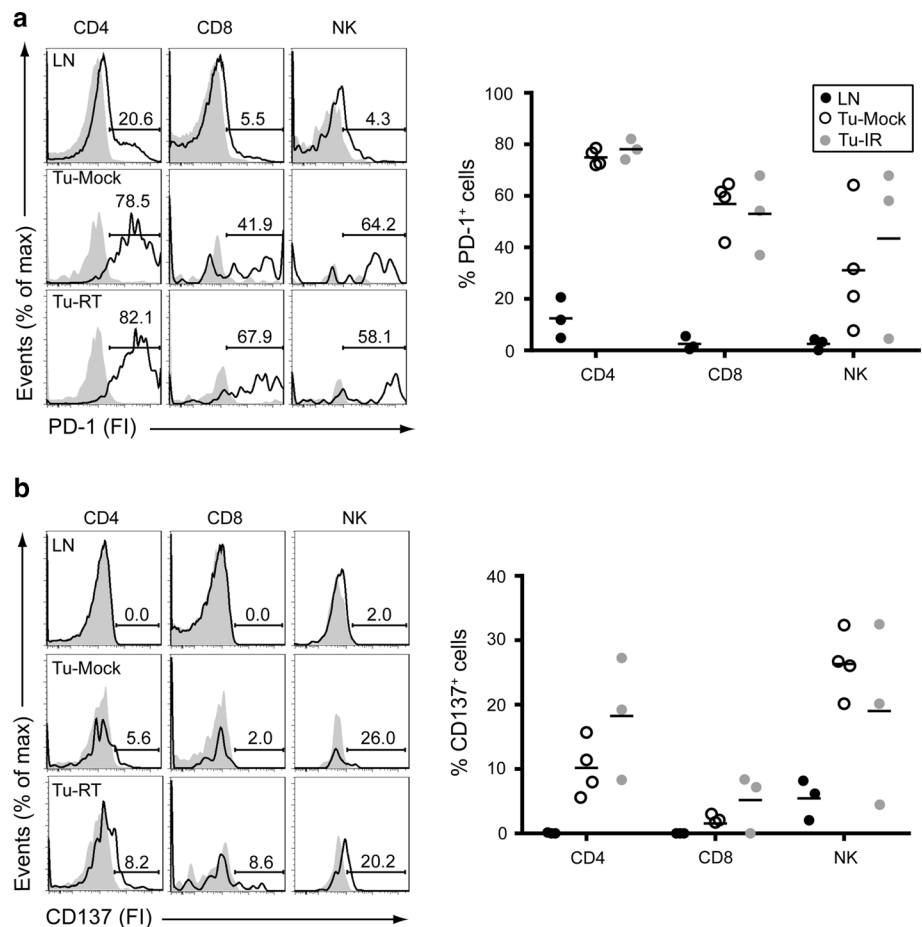 a
CD4 CD8 NK
LN
20.6 5.5 4.3
Tu-Mock
78.5 41.9 64.2
Tu-RT
82.1 67.9 58.1
Events (% of max)
PD-1 (FI)
% PD-1+ cells
100
80
60
40
20
0
CD4 CD8 NK
LN
Tu-Mock
Tu-IR
b
CD4 CD8 NK
LN
0.0 0.0 2.0
Tu-Mock
5.6 2.0 26.0
Tu-RT
8.2 8.6 20.2
Events (% of max)
CD137 (FI)
% CD137+ cells
40
30
20
10
0
CD4 CD8 NK